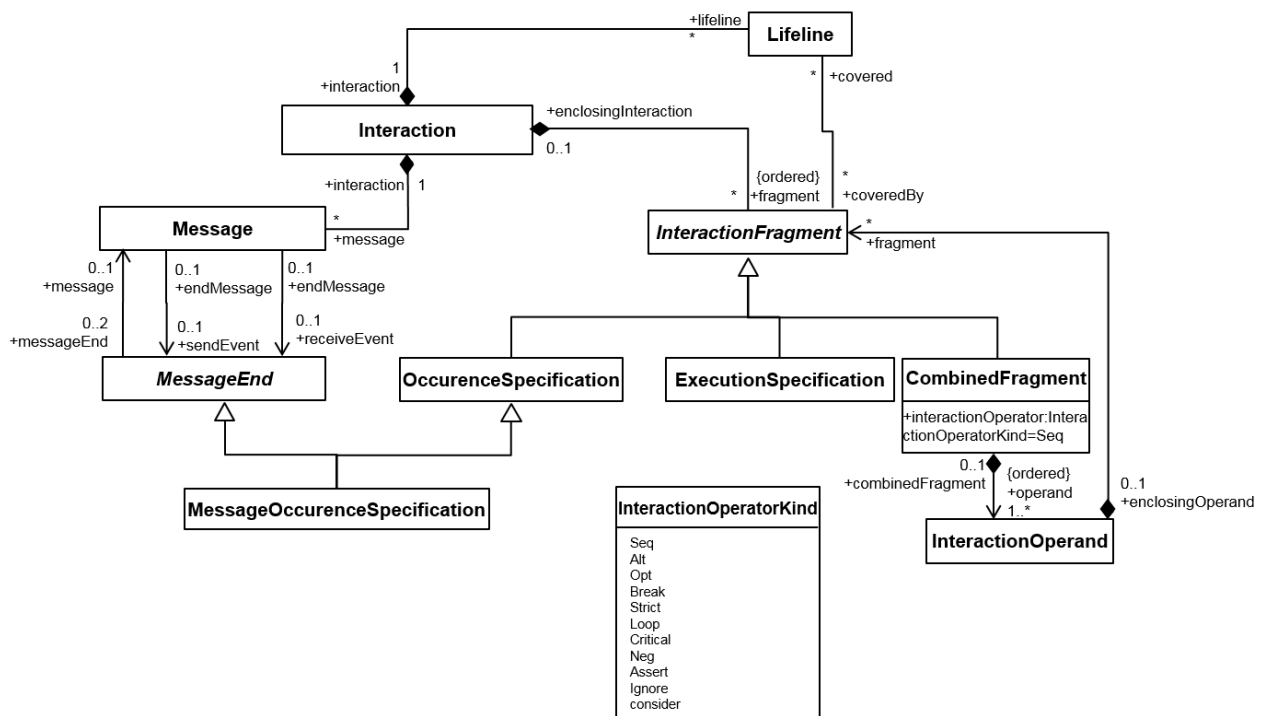 +lifeline
*
Lifeline
1
+interaction
* +covered
+enclosingInteraction
Interaction
0..1
+interaction 1
{ordered}
* +fragment
*
+coveredBy
Message
*
+message
InteractionFragment
*
+fragment
0..1
+message
0..1
+endMessage
0..1
+endMessage
0..2
+messageEnd
0..1
+sendEvent
0..1
+receiveEvent
MessageEnd
OccurenceSpecification
ExecutionSpecification
CombinedFragment
+interactionOperator:Intera
ctionOperatorKind=Seq
0..1
+combinedFragment
{ordered}
+operand
1..*
0..1
+enclosingOperand
MessageOccurenceSpecification
InteractionOperand
InteractionOperatorKind
Seq
Alt
Opt
Break
Strict
Loop
Critical
Neg
Assert
Ignore
consider